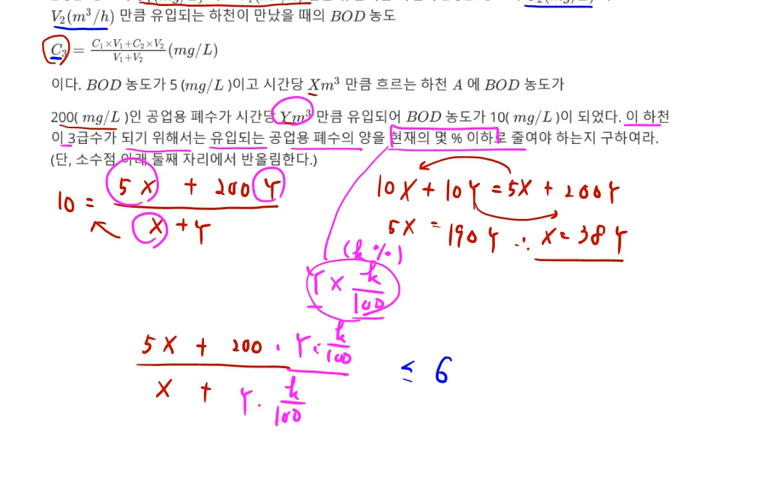 V₂(m³/h) 만큼 유입되는 하천이 만났을 때의 BOD 농도
C₃ = (C₁×V₁+C₂×V₂)/(V₁+V₂) (mg/L)
이다. BOD 농도가 5 (mg/L)이고 시간당 Xm³ 만큼 흐르는 하천 A 에 BOD 농도가
200(mg/L)인 공업용 폐수가 시간당 Ym³ 만큼 유입되어 BOD 농도가 10(mg/L)이 되었다. 이 하천
이 3급수가 되기 위해서는 유입되는 공업용 폐수의 양을 현재의 몇 % 이하로 줄여야 하는지 구하여라.
(단, 소수점 아래 둘째 자리에서 반올림한다.)
10 = (5X + 200Y)/(X + Y)
10X + 10Y = 5X + 200Y
5X = 190Y ∴ X = 38Y
(k%)
Y × k/100
(5X + 200 · Y · k/100)/(X + Y · k/100) ≤ 6